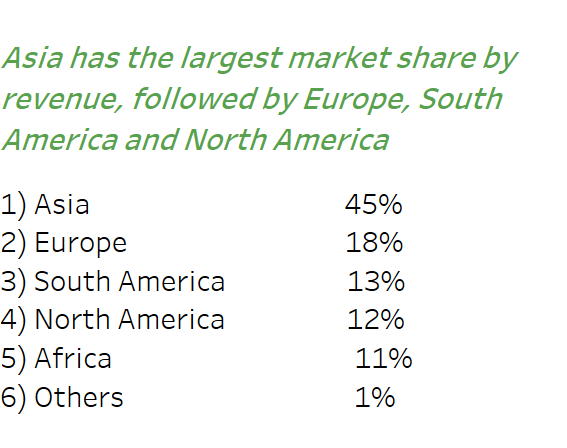 Asia has the largest market share by
revenue, followed by Europe, South
America and North America
1) Asia 45%
2) Europe 18%
3) South America 13%
4) North America 12%
5) Africa 11%
6) Others 1%